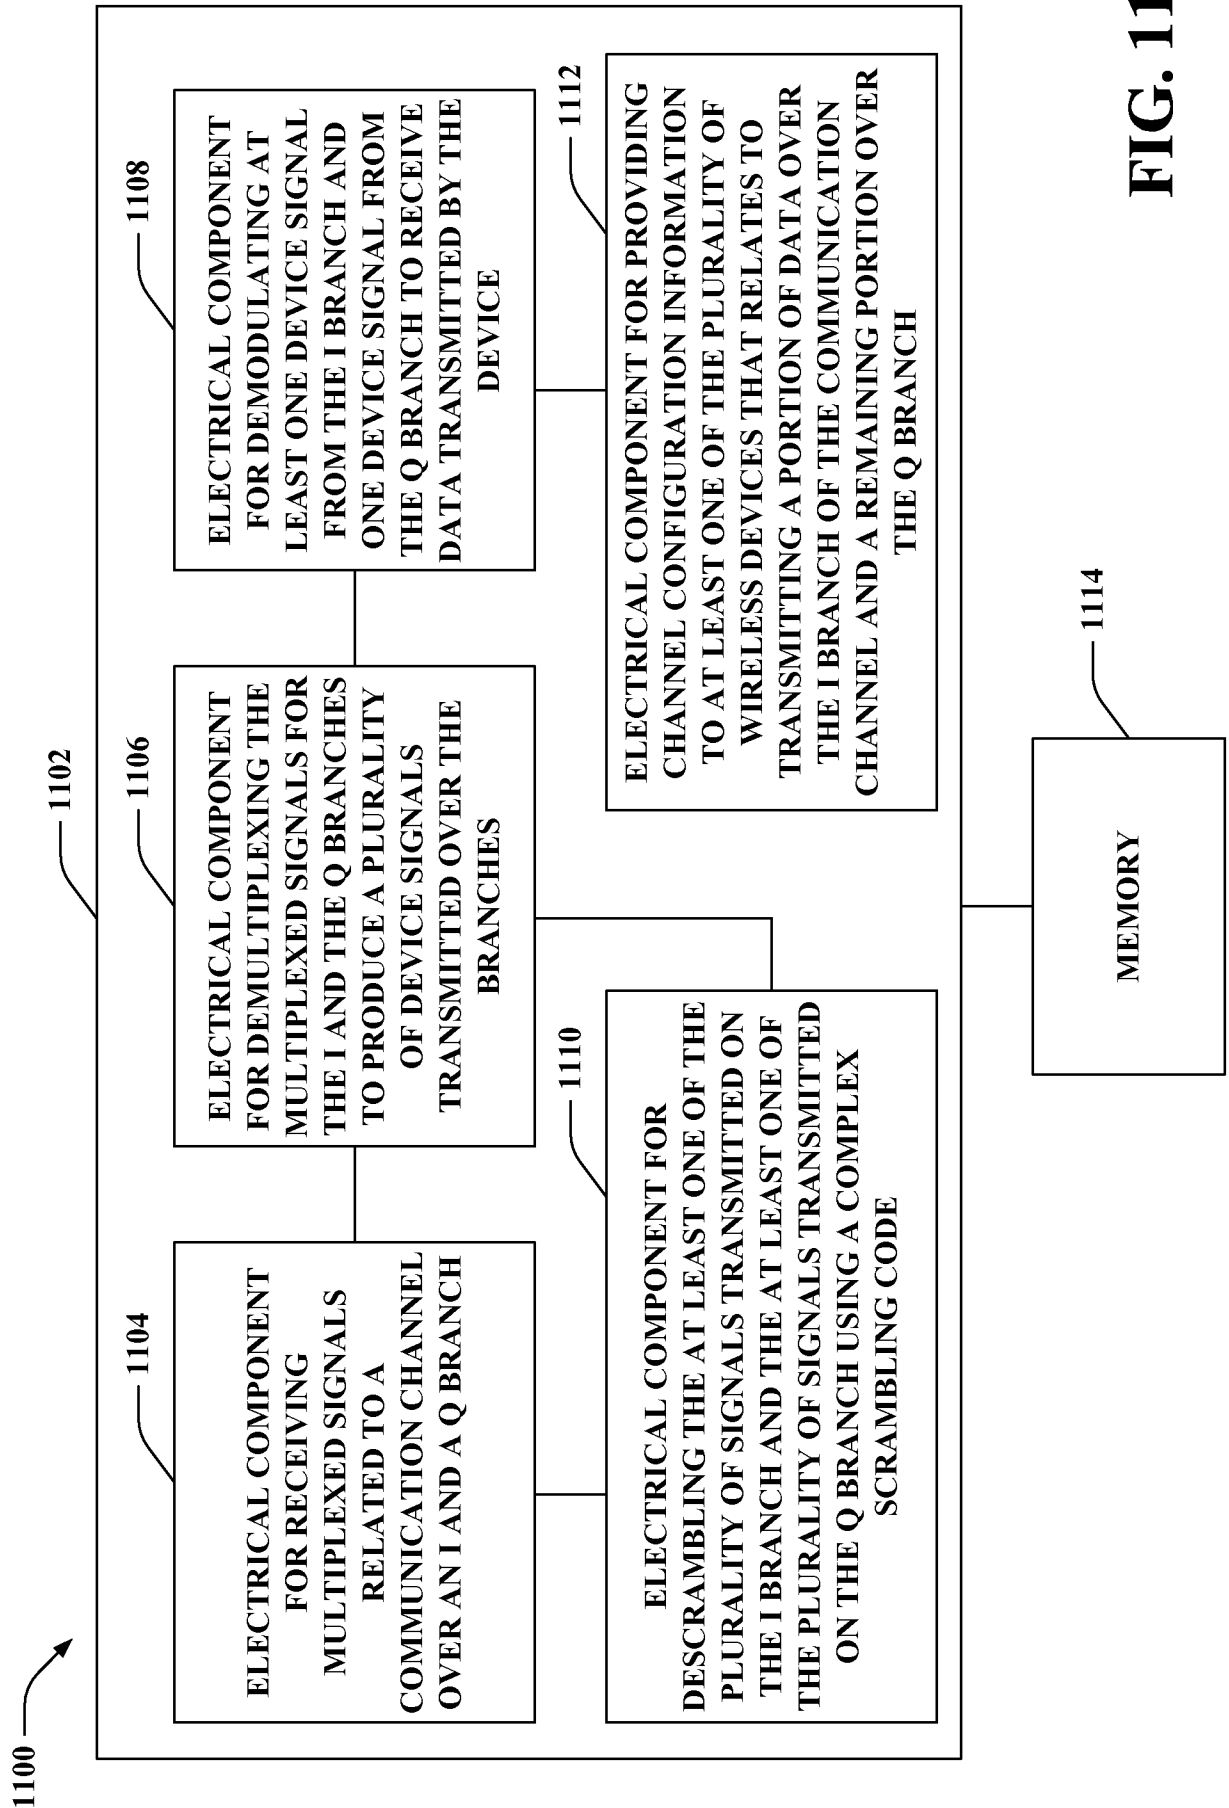 1100
1102
1104
ELECTRICAL COMPONENT
FOR RECEIVING
MULTIPLEXED SIGNALS
RELATED TO A
COMMUNICATION CHANNEL
OVER AN I AND A Q BRANCH
1106
ELECTRICAL COMPONENT
FOR DEMULTIPLEXING THE
MULTIPLEXED SIGNALS FOR
THE I AND THE Q BRANCHES
TO PRODUCE A PLURALITY
OF DEVICE SIGNALS
TRANSMITTED OVER THE
BRANCHES
1108
ELECTRICAL COMPONENT
FOR DEMODULATING AT
LEAST ONE DEVICE SIGNAL
FROM THE I BRANCH AND
ONE DEVICE SIGNAL FROM
THE Q BRANCH TO RECEIVE
DATA TRANSMITTED BY THE
DEVICE
1110
ELECTRICAL COMPONENT FOR
DESCRAMBLING THE AT LEAST ONE OF THE
PLURALITY OF SIGNALS TRANSMITTED ON
THE I BRANCH AND THE AT LEAST ONE OF
THE PLURALITY OF SIGNALS TRANSMITTED
ON THE Q BRANCH USING A COMPLEX
SCRAMBLING CODE
1112
ELECTRICAL COMPONENT FOR PROVIDING
CHANNEL CONFIGURATION INFORMATION
TO AT LEAST ONE OF THE PLURALITY OF
WIRELESS DEVICES THAT RELATES TO
TRANSMITTING A PORTION OF DATA OVER
THE I BRANCH OF THE COMMUNICATION
CHANNEL AND A REMAINING PORTION OVER
THE Q BRANCH
1114
MEMORY
FIG. 11